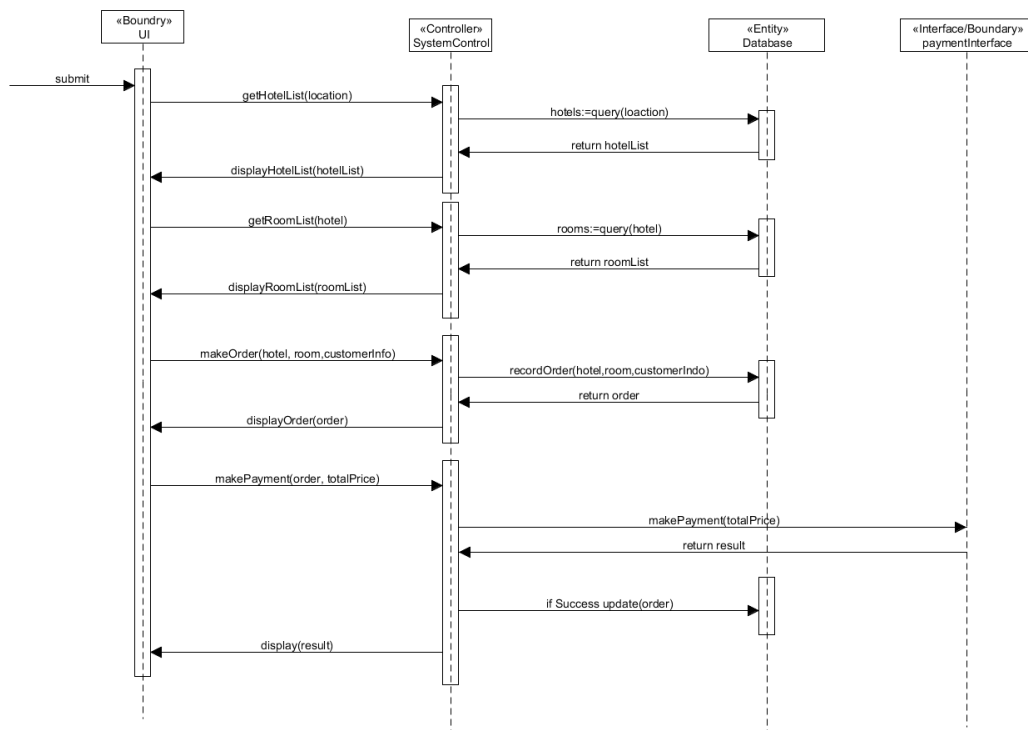 «Boundry»
UI
«Controller»
SystemControl
«Entity»
Database
«Interface/Boundary»
paymentInterface
submit
getHotelList(location)
hotels:=query(loaction)
return hotelList
displayHotelList(hotelList)
getRoomList(hotel)
rooms:=query(hotel)
return roomList
displayRoomList(roomList)
makeOrder(hotel, room,customerInfo)
recordOrder(hotel,room,customerIndo)
return order
displayOrder(order)
makePayment(order, totalPrice)
makePayment(totalPrice)
return result
if Success update(order)
display(result)